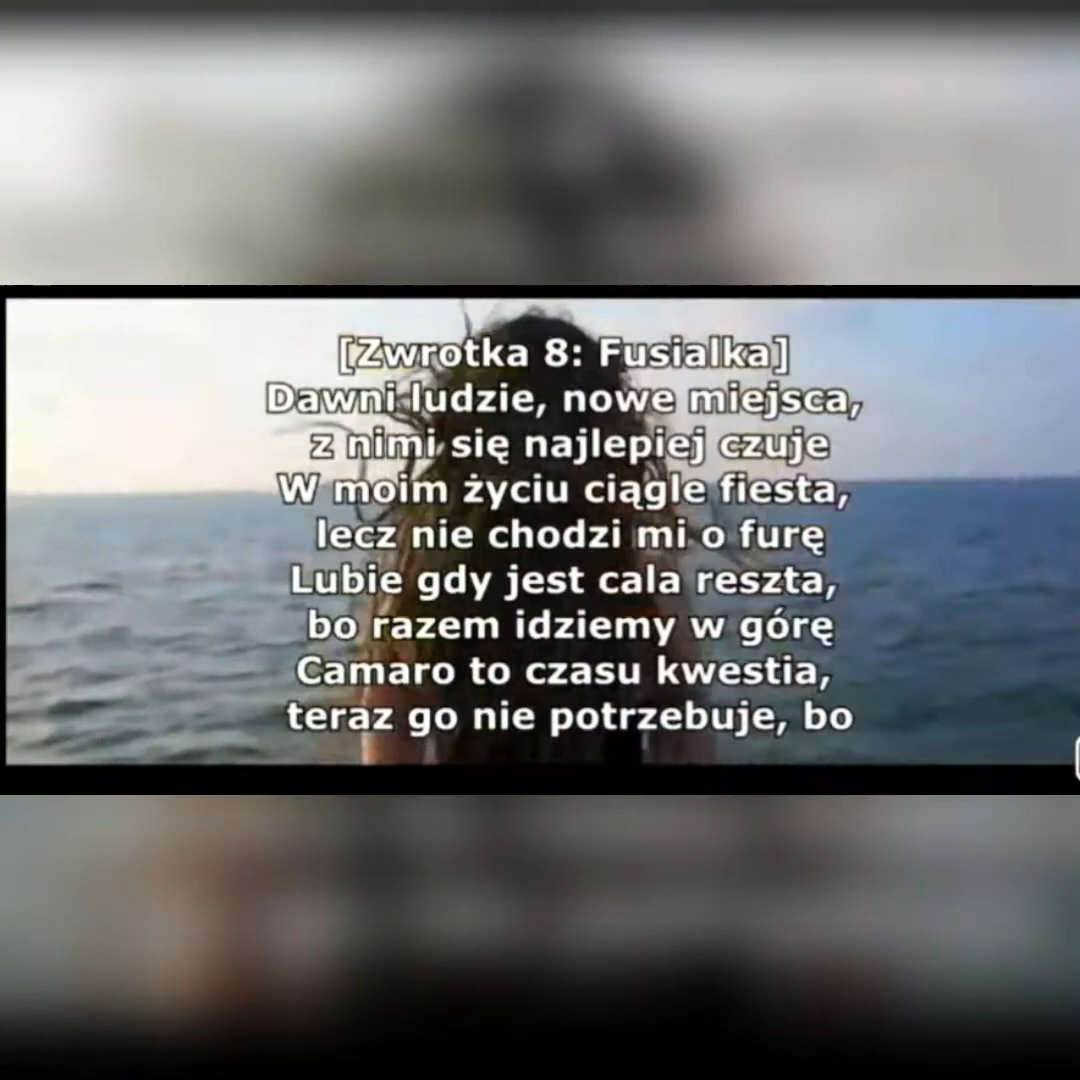 [Zwrotka 8: Fusialka]
Dawni ludzie, nowe miejsca,
z nimi się najlepiej czuje
W moim życiu ciągle fiesta,
lecz nie chodzi mi o furę
Lubie gdy jest cala reszta,
bo razem idziemy w górę
Camaro to czasu kwestia,
teraz go nie potrzebuje, bo